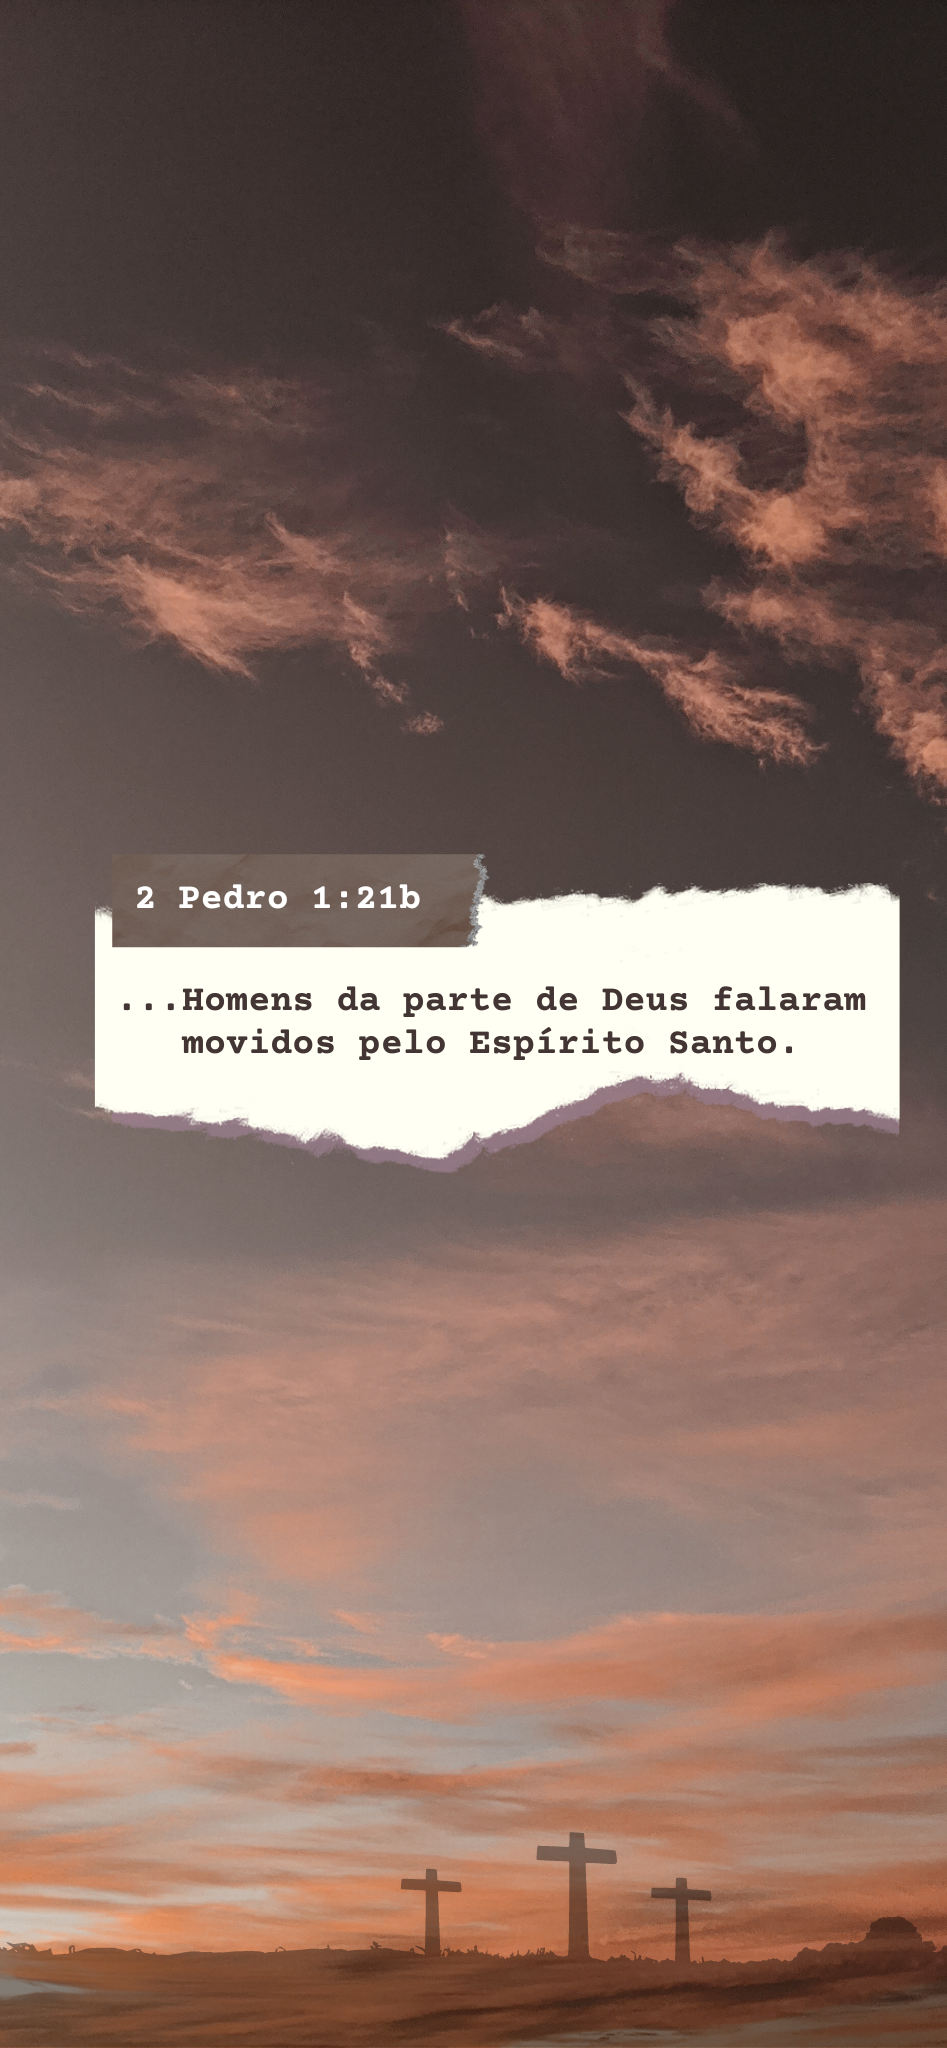 2 Pedro 1:21b
...Homens da parte de Deus falaram
movidos pelo Espírito Santo.